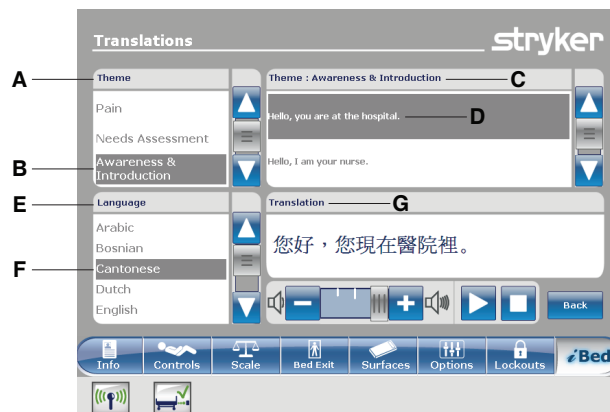 Translations
stryker
A
Theme
Theme : Awareness & Introduction
C
Pain
Needs Assessment
B
Awareness &
Introduction
Hello, you are at the hospital.
D
Hello, I am your nurse.
E
Language
Translation
G
Arabic
Bosnian
F
Cantonese
Dutch
English
您好，您現在醫院裡。
Back
Info
Controls
Scale
Bed Exit
Surfaces
Options
Lockouts
iBed